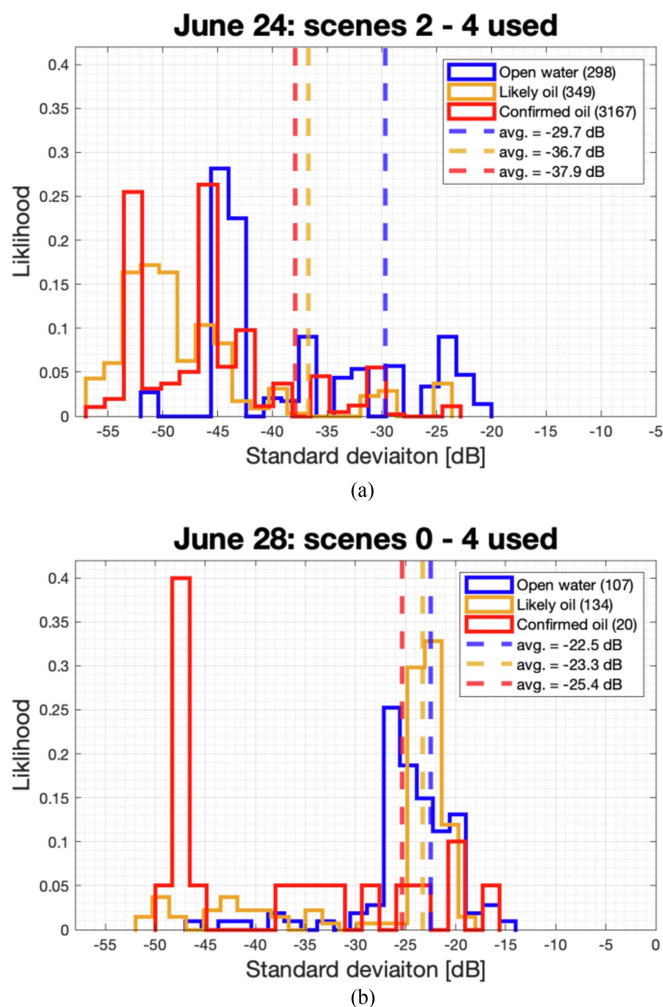 June 24: scenes 2 - 4 used
0.4
0.35
0.3
0.25
0.2
0.15
0.1
0.05
0
Liklihood
Open water (298)
Likely oil (349)
Confirmed oil (3167)
avg. = -29.7 dB
avg. = -36.7 dB
avg. = -37.9 dB
-55 -50 -45 -40 -35 -30 -25 -20 -15 -10 -5
Standard deviaiton [dB]
(a)
June 28: scenes 0 - 4 used
0.4
0.35
0.3
0.25
0.2
0.15
0.1
0.05
0
Liklihood
Open water (107)
Likely oil (134)
Confirmed oil (20)
avg. = -22.5 dB
avg. = -23.3 dB
avg. = -25.4 dB
-55 -50 -45 -40 -35 -30 -25 -20 -15 -10 -5 0
Standard deviaiton [dB]
(b)